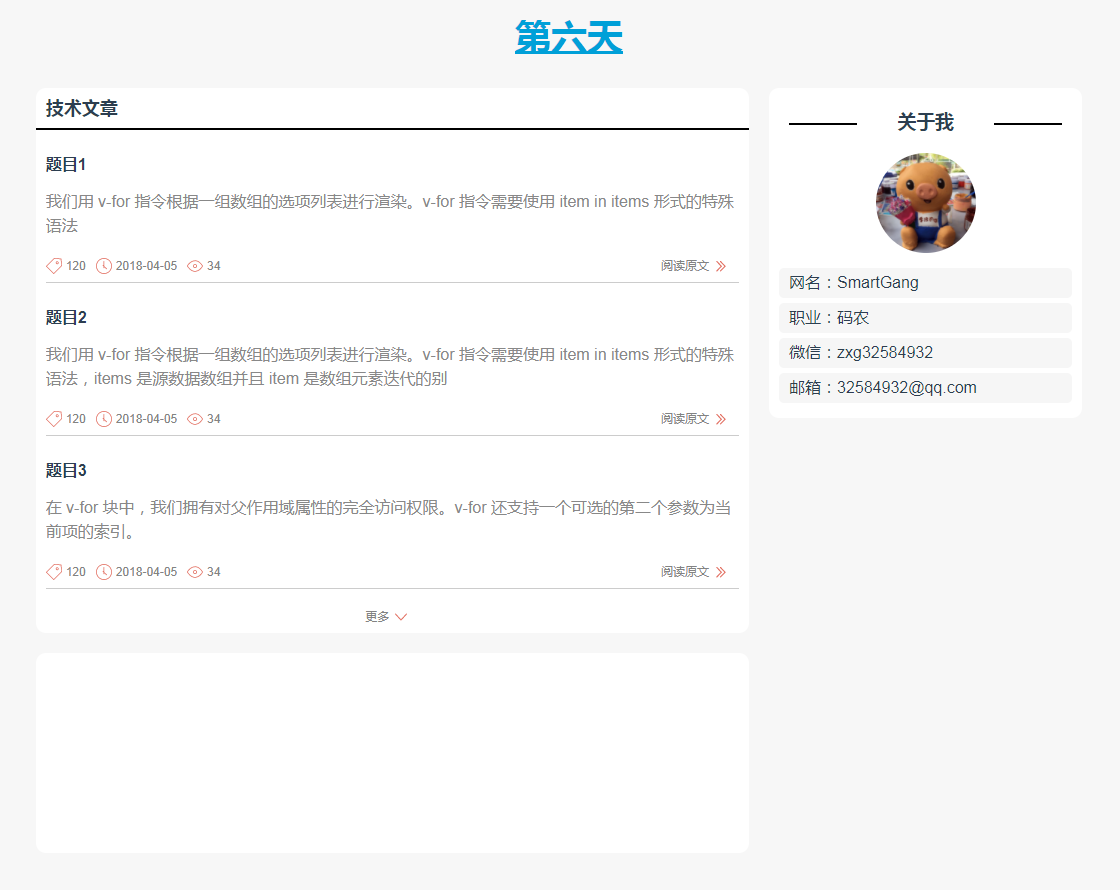 第六天
技术文章
题目1
我们用 v-for 指令根据一组数组的选项列表进行渲染。v-for 指令需要使用 item in items 形式的特殊
语法
120 2018-04-05 34 阅读原文
题目2
我们用 v-for 指令根据一组数组的选项列表进行渲染。v-for 指令需要使用 item in items 形式的特殊
语法，items 是源数据数组并且 item 是数组元素迭代的别
120 2018-04-05 34 阅读原文
题目3
在 v-for 块中，我们拥有对父作用域属性的完全访问权限。v-for 还支持一个可选的第二个参数为当
前项的索引。
120 2018-04-05 34 阅读原文
更多
关于我
网名：SmartGang
职业：码农
微信：zxg32584932
邮箱：32584932@qq.com